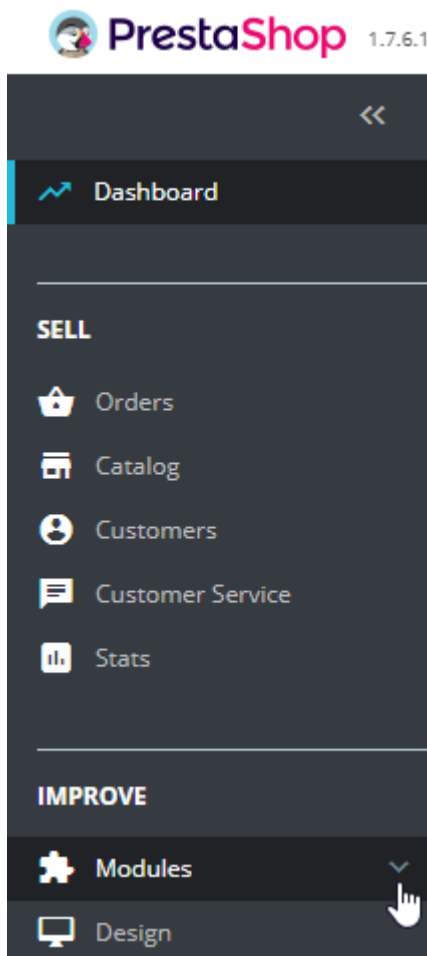 PrestaShop 1.7.6.1
Dashboard
SELL
Orders
Catalog
Customers
Customer Service
Stats
IMPROVE
Modules
Design